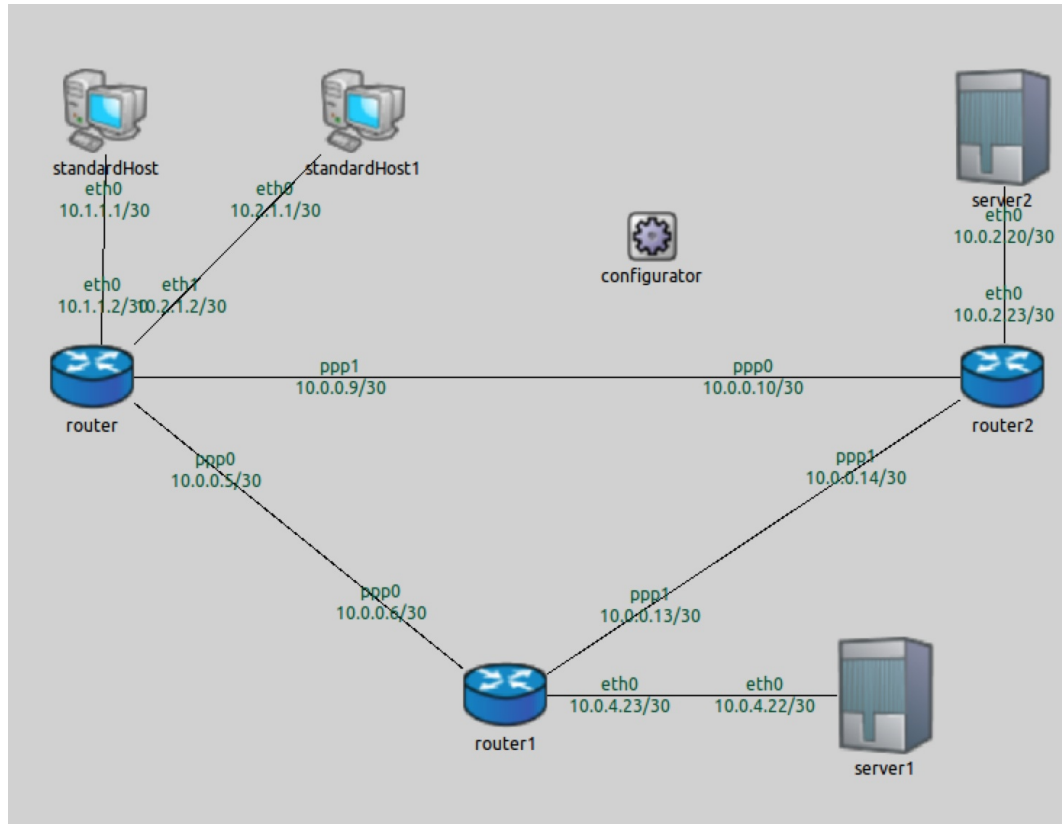 standardHost
eth0
10.1.1.1/30
standardHost1
eth0
10.2.1.1/30
server2
eth0
10.0.2.20/30
configurator
eth0
10.1.1.2/30
eth1
10.2.1.2/30
eth0
10.0.2.23/30
router
ppp1
10.0.0.9/30
ppp0
10.0.0.10/30
router2
ppp0
10.0.0.5/30
ppp1
10.0.0.14/30
ppp0
10.0.0.6/30
ppp1
10.0.0.13/30
router1
eth0
10.0.4.23/30
eth0
10.0.4.22/30
server1